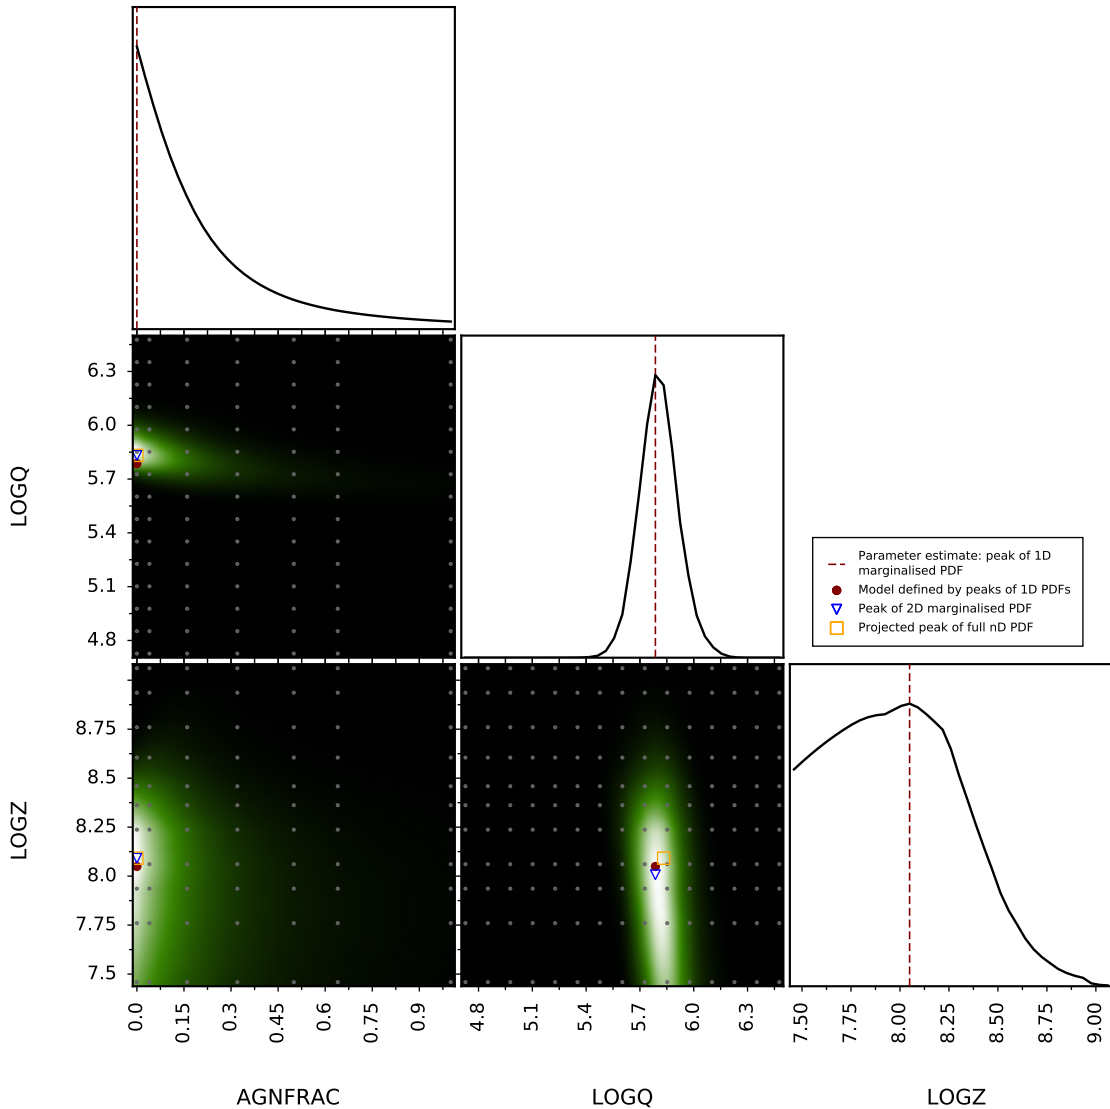 6.3
6.0
5.7
5.4
5.1
4.8
LOGQ
Parameter estimate: peak of 1D
marginalised PDF
Model defined by peaks of 1D PDFs
Peak of 2D marginalised PDF
Projected peak of full nD PDF
8.75
8.5
8.25
8.0
7.75
7.5
LOGZ
0.0 0.15 0.3 0.45 0.6 0.75 0.9
4.8 5.1 5.4 5.7 6.0 6.3
7.50 7.75 8.00 8.25 8.50 8.75 9.00
AGNFRAC
LOGQ
LOGZ